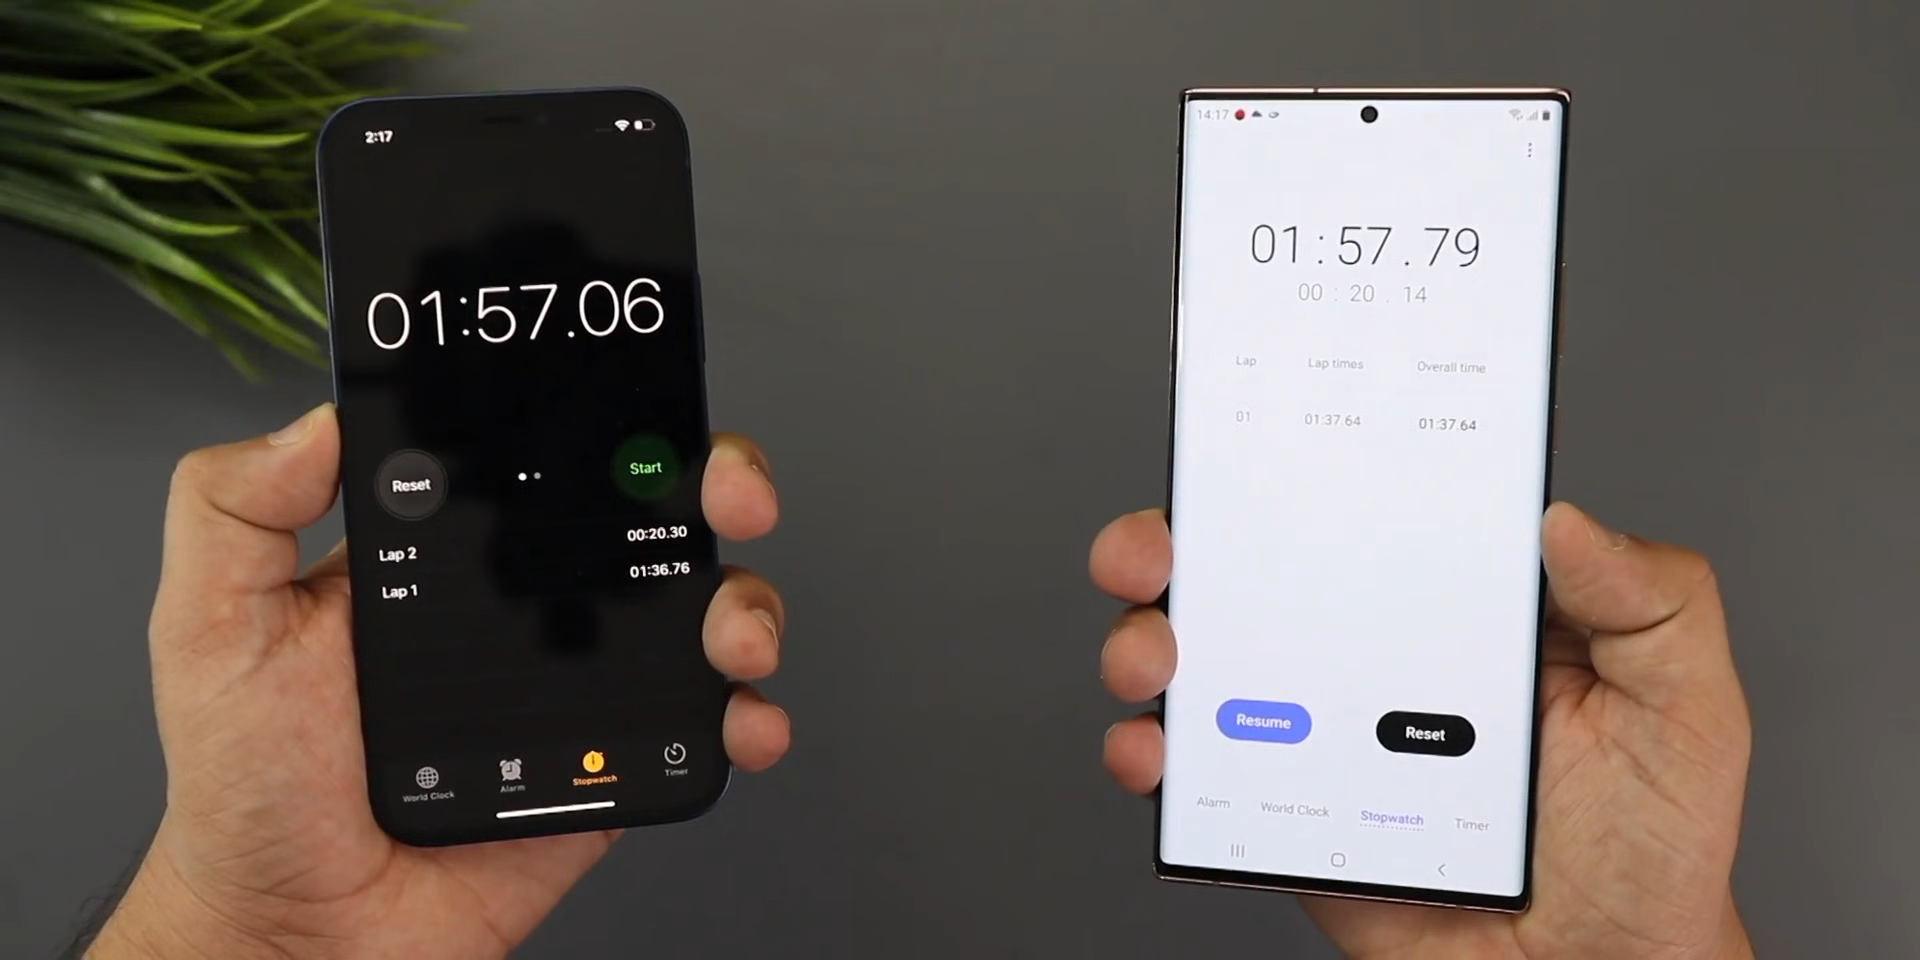 2:17
01:57.06
Reset
Start
Lap 2 00:20.30
Lap 1 01:36.76
World Clock
Alarm
Stopwatch
Timer
14:17
01:57.79
00:20.14
Lap Lap times Overall time
01 01:37.64 01:37.64
Resume
Reset
Alarm
World Clock
Stopwatch
Timer